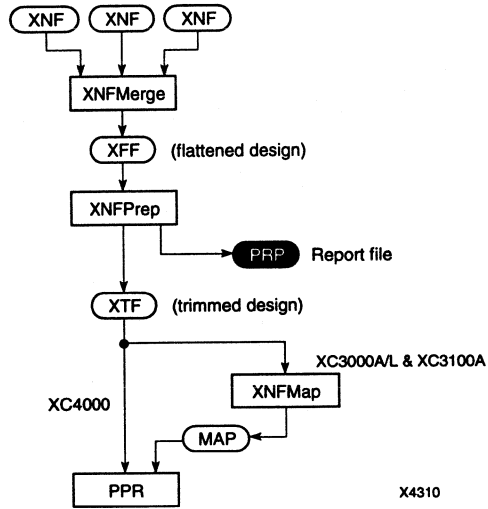 XNF XNF XNF
XNFMerge
XFF (flattened design)
XNFPrep
PRP Report file
XTF (trimmed design)
XC3000A/L & XC3100A
XNFMap
XC4000
MAP
PPR
X4310